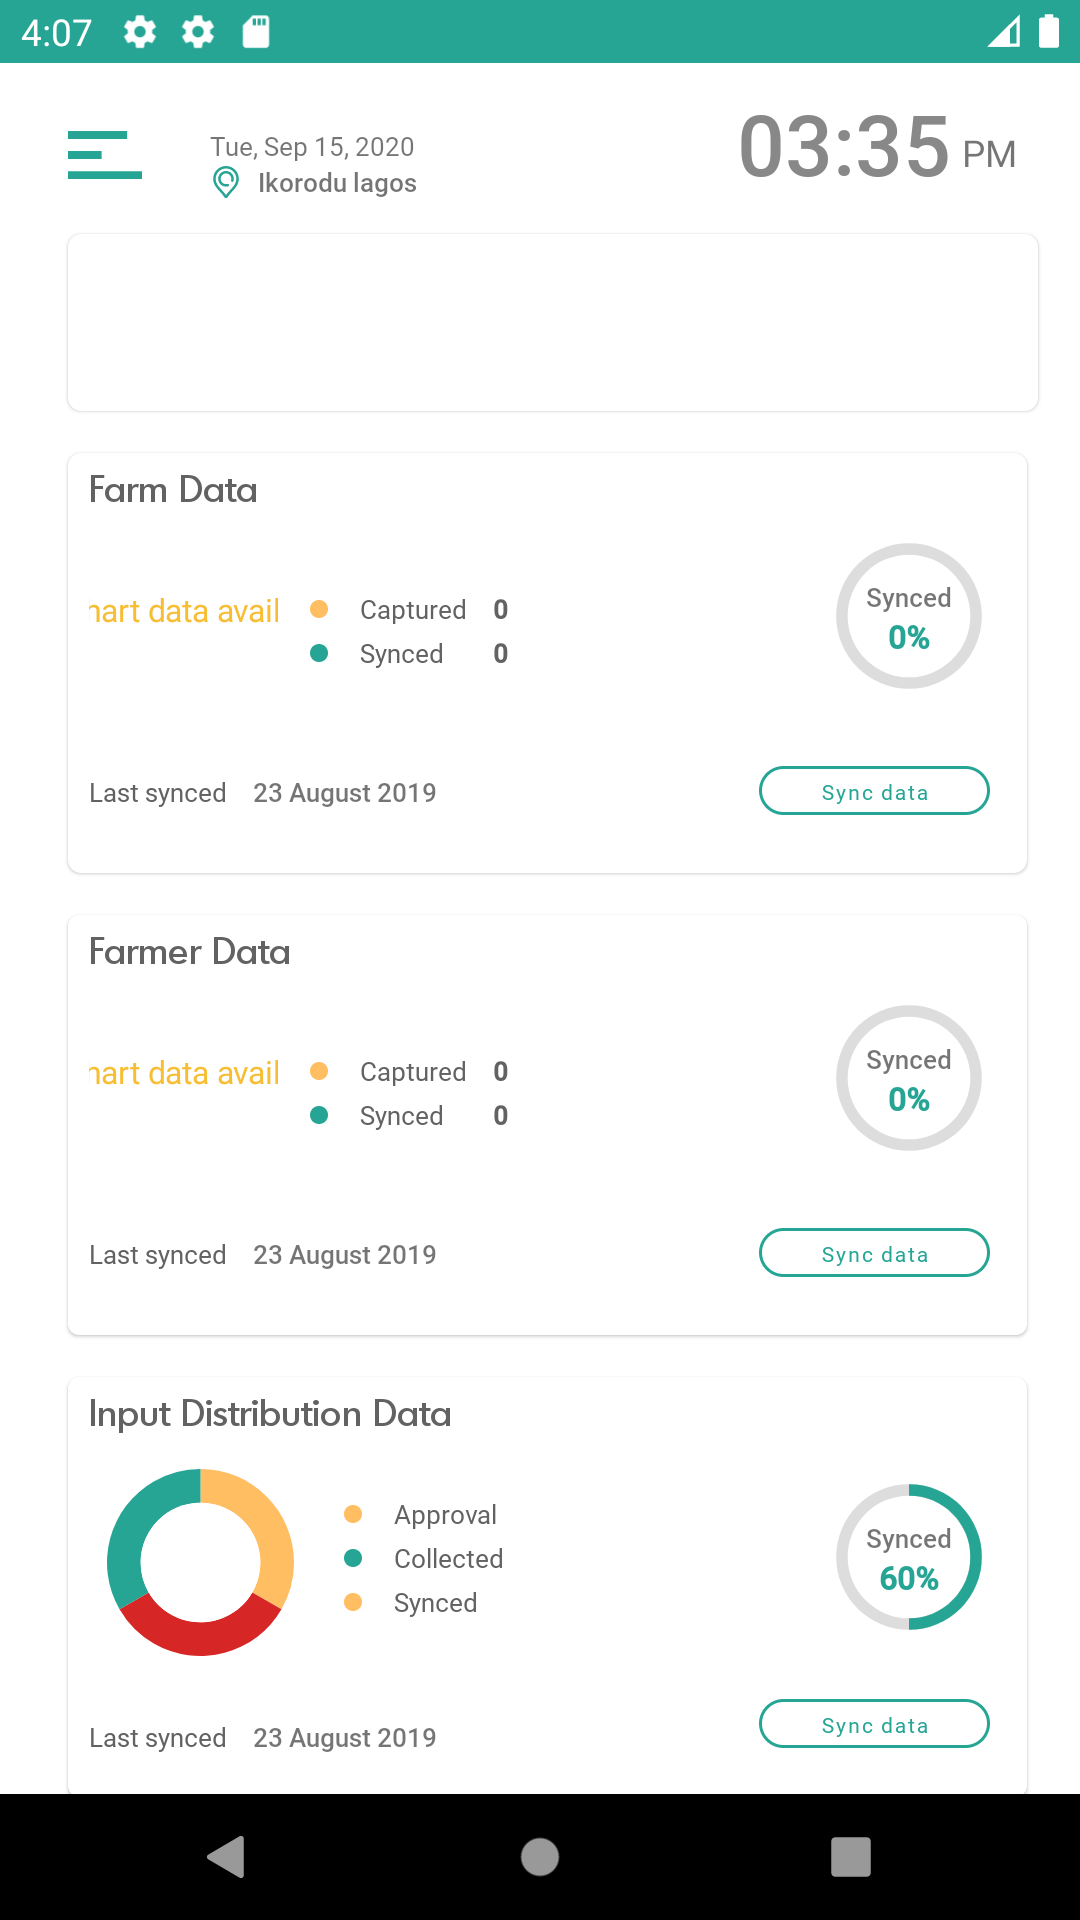 4:07
Tue, Sep 15, 2020
Ikorodu lagos
03:35 PM
Farm Data
hart data avail
Captured 0
Synced 0
Synced
0%
Last synced 23 August 2019
Sync data
Farmer Data
hart data avail
Captured 0
Synced 0
Synced
0%
Last synced 23 August 2019
Sync data
Input Distribution Data
Approval
Collected
Synced
Synced
60%
Last synced 23 August 2019
Sync data